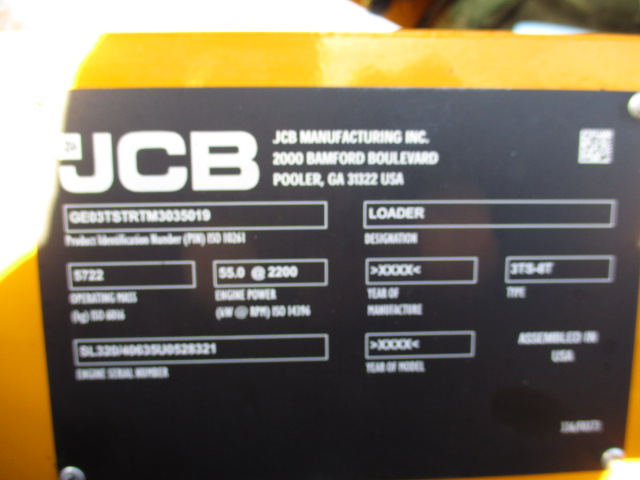 JCB
JCB MANUFACTURING INC.
2000 BAMFORD BOULEVARD
POOLER, GA 31322 USA
GE03TSTRTM3035019
Product Identification Number (PIN) ISO 10261
LOADER
DESIGNATION
5722
OPERATING MASS
(kg) ISO 6016
55.0 @ 2200
ENGINE POWER
(kW @ RPM) ISO 14396
>XXXX<
YEAR OF
MANUFACTURE
3TS-8T
TYPE
SL320/40635U0528321
ENGINE SERIAL NUMBER
>XXXX<
YEAR OF MODEL
ASSEMBLED IN
USA